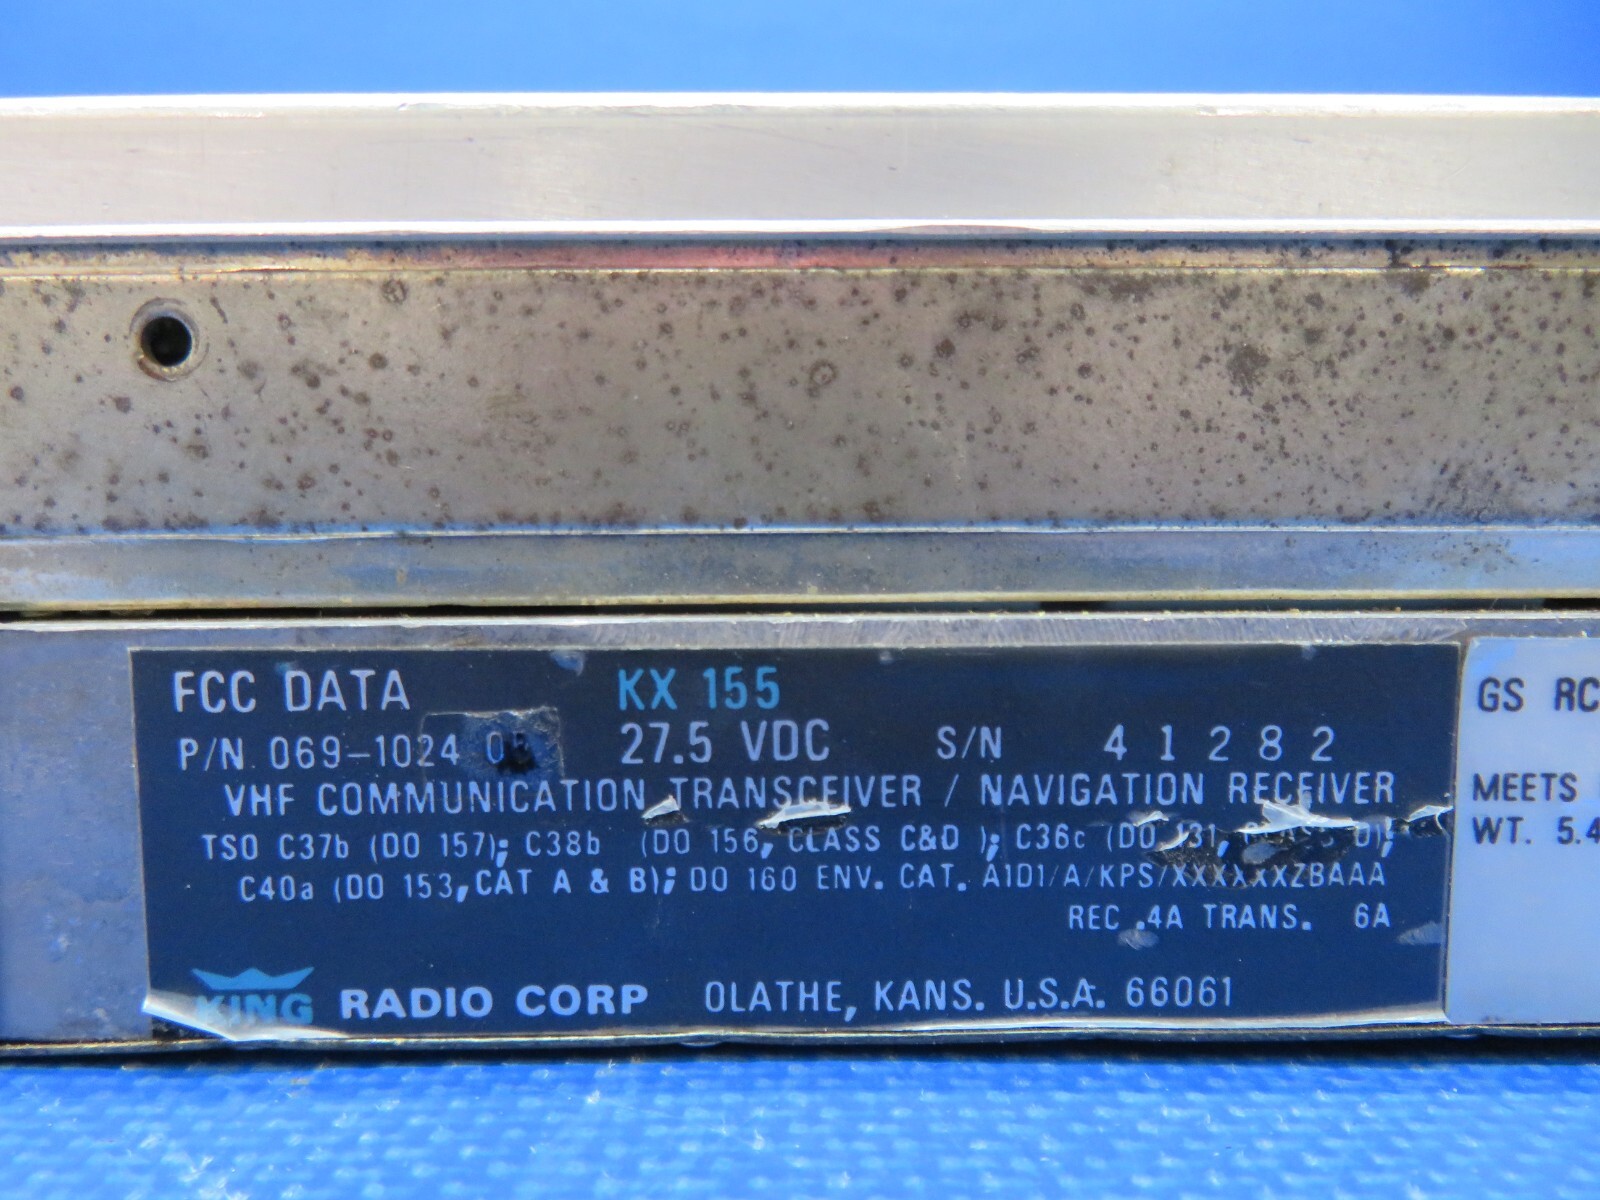 FCC DATA KX 155
P/N 069-1024 27.5 VDC S/N 41282
VHF COMMUNICATION TRANSCEIVER / NAVIGATION RECEIVER
TSO C37b (DO 157); C38b (DO 156, CLASS C&D ); C36c (DO 131,
C40a (DO 153, CAT A & B); DO 160 ENV. CAT. A1D1/A/KPS/XXXXXXZBAAA
REC .4A TRANS. 6A
KING RADIO CORP OLATHE, KANS. U.S.A. 66061
GS RC
MEETS
WT. 5.4